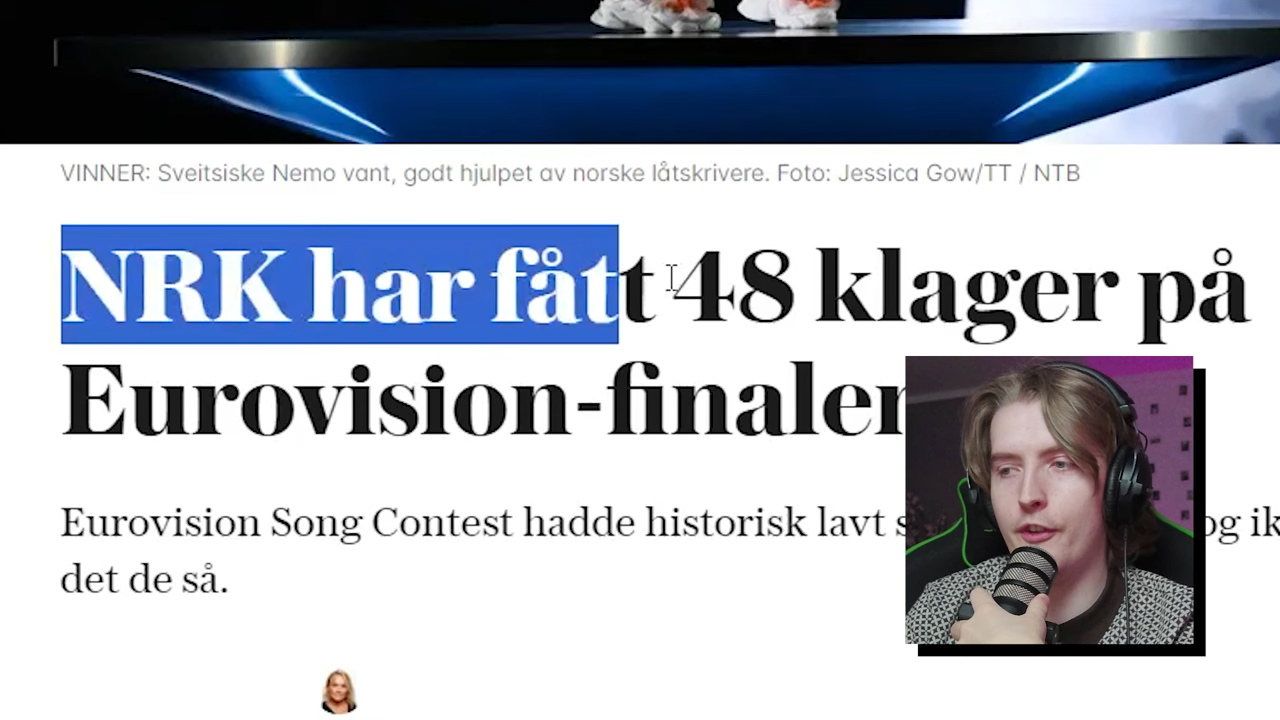 VINNER: Sveitsiske Nemo vant, godt hjulpet av norske låtskrivere. Foto: Jessica Gow/TT / NTB
NRK har fått 48 klager på
Eurovision-finalen
Eurovision Song Contest hadde historisk lavt og
det de så.